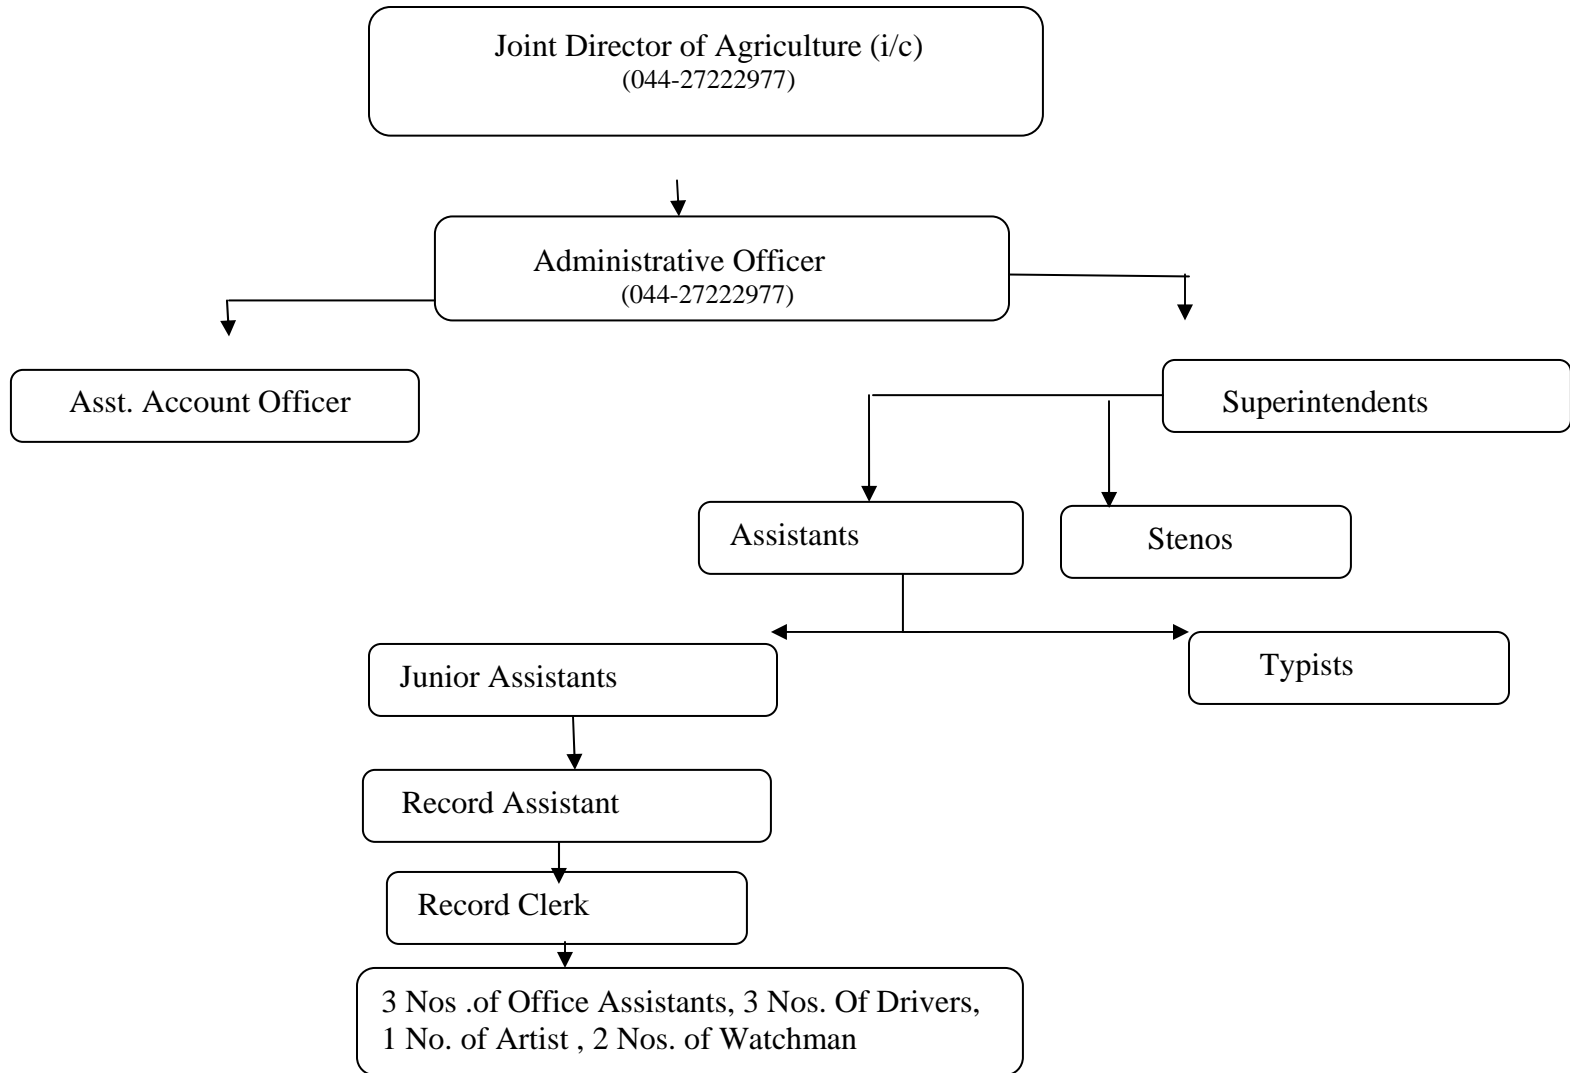 Joint Director of Agriculture (i/c)
(044-27222977)
Administrative Officer
(044-27222977)
Asst. Account Officer
Superintendents
Assistants
Stenos
Junior Assistants
Typists
Record Assistant
Record Clerk
3 Nos .of Office Assistants, 3 Nos. Of Drivers,
1 No. of Artist , 2 Nos. of Watchman